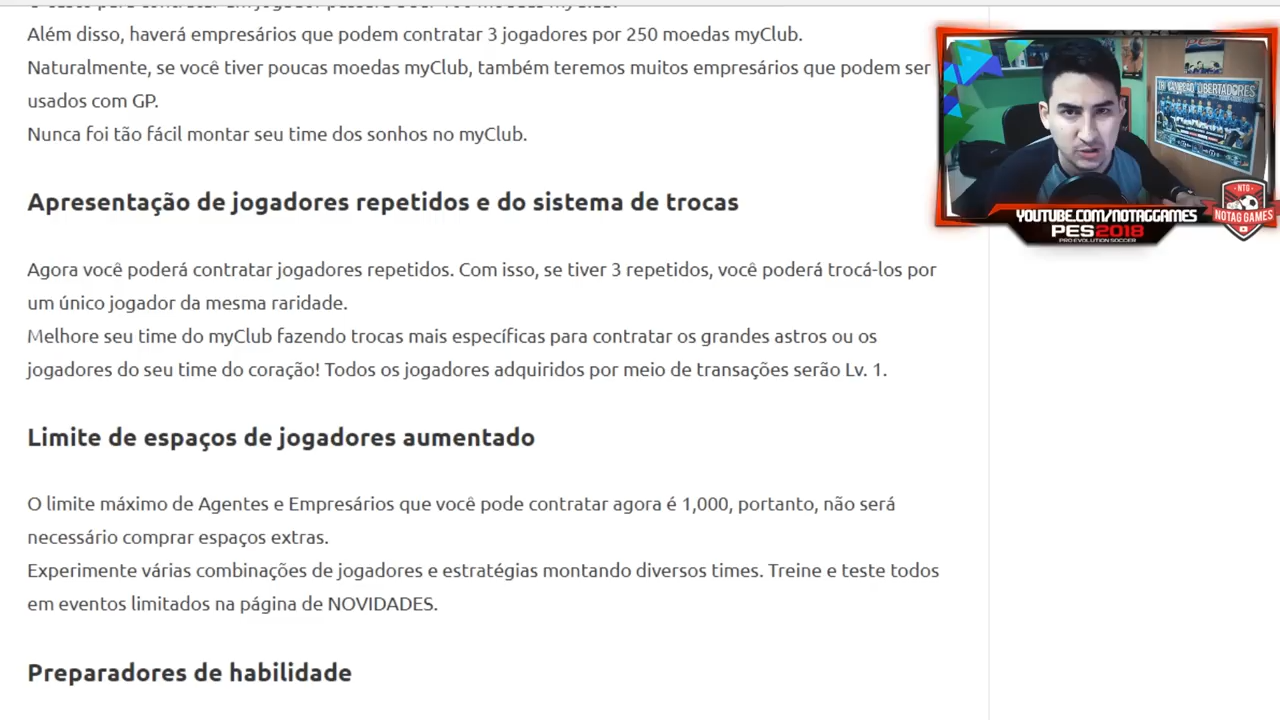 Além disso, haverá empresários que podem contratar 3 jogadores por 250 moedas myClub.
Naturalmente, se você tiver poucas moedas myClub, também teremos muitos empresários que podem ser
usados com GP.
Nunca foi tão fácil montar seu time dos sonhos no myClub.
Apresentação de jogadores repetidos e do sistema de trocas
Agora você poderá contratar jogadores repetidos. Com isso, se tiver 3 repetidos, você poderá trocá-los por
um único jogador da mesma raridade.
Melhore seu time do myClub fazendo trocas mais específicas para contratar os grandes astros ou os
jogadores do seu time do coração! Todos os jogadores adquiridos por meio de transações serão Lv. 1.
Limite de espaços de jogadores aumentado
O limite máximo de Agentes e Empresários que você pode contratar agora é 1,000, portanto, não será
necessário comprar espaços extras.
Experimente várias combinações de jogadores e estratégias montando diversos times. Treine e teste todos
em eventos limitados na página de NOVIDADES.
Preparadores de habilidade
CAMPEÃO LIBERTADORES
YOUTUBE.COM/NOTAGGAMES
PES2018
PRO EVOLUTION SOCCER
NTG
NOTAG GAMES